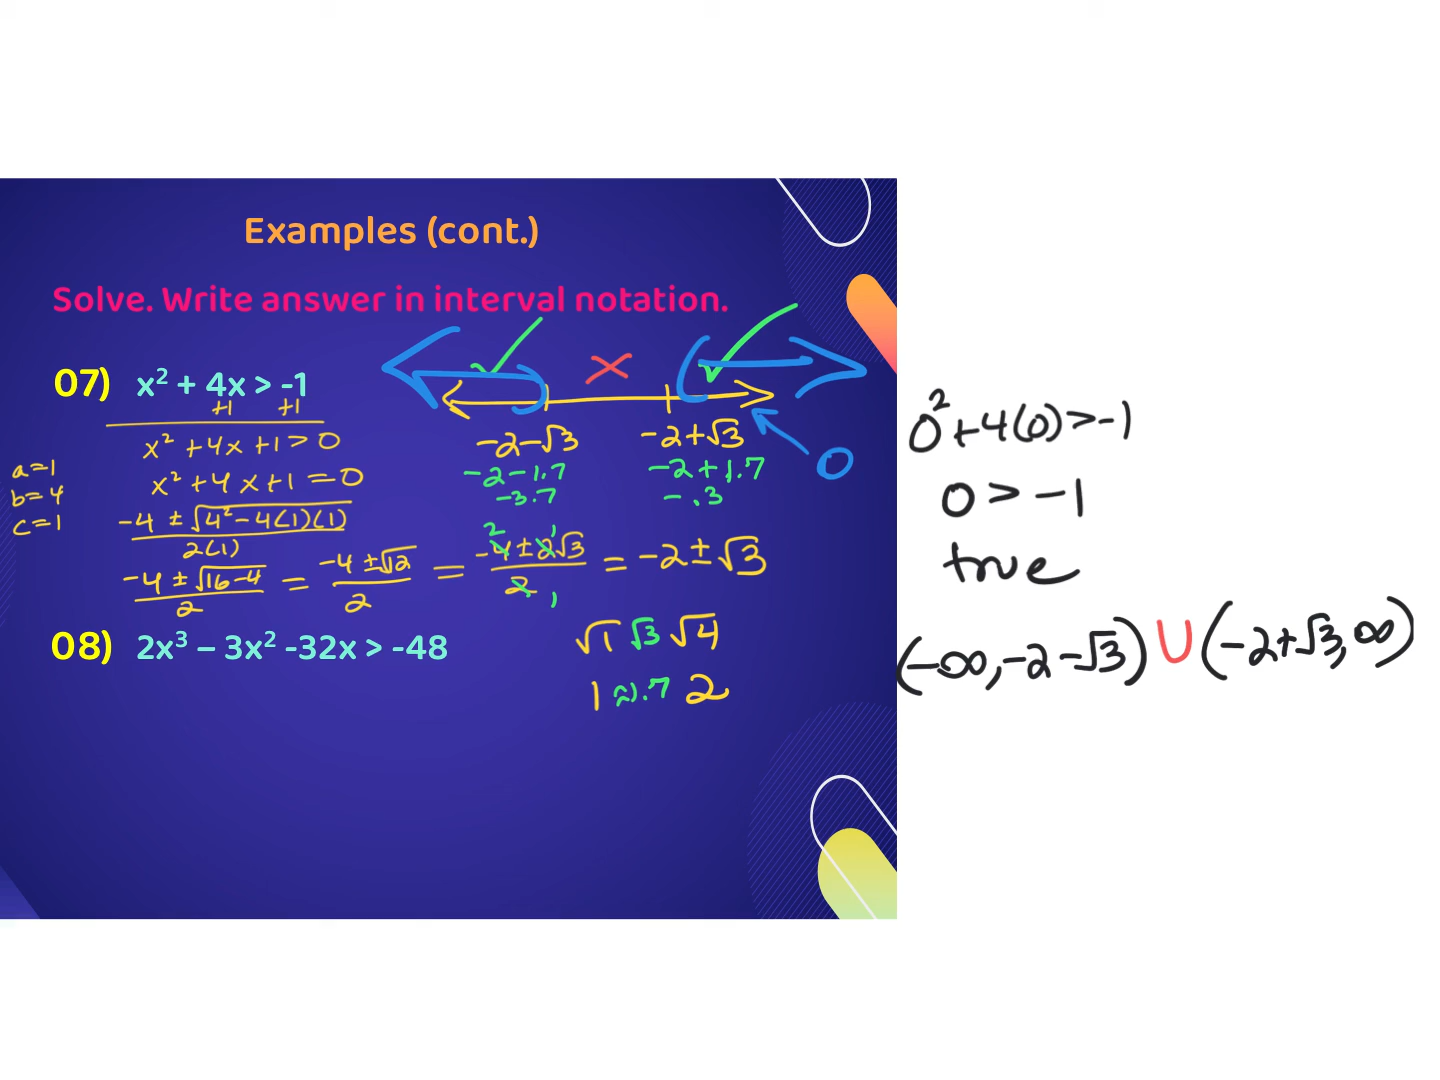 Examples (cont.)
Solve. Write answer in interval notation.
07) x² + 4x > -1
+1 +1
x² + 4x + 1 > 0
a=1
b=4
c=1
x² + 4x + 1 = 0
-4 ± √4² - 4(1)(1)
2(1)
-4 ± √16-4 = -4 ± √12 = -4 ± 2√3 = -2 ± √3
2 2 2
2 1
1
-2-√3 -2+√3
-2-1.7 -2+1.7
-3.7 -.3
0
√1 √3 √4
1 ≈1.7 2
08) 2x³ – 3x² -32x > -48
0² + 4(0) > -1
0 > -1
true
(-∞, -2-√3) U (-2+√3, ∞)